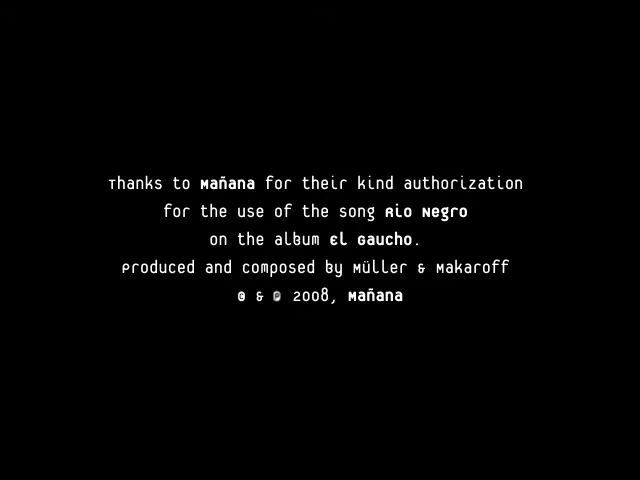 Thanks to Mañana for their kind authorization
for the use of the song Rio Negro
on the album El Gaucho.
Produced and composed by Müller & Makaroff
© & ℗ 2008, Mañana